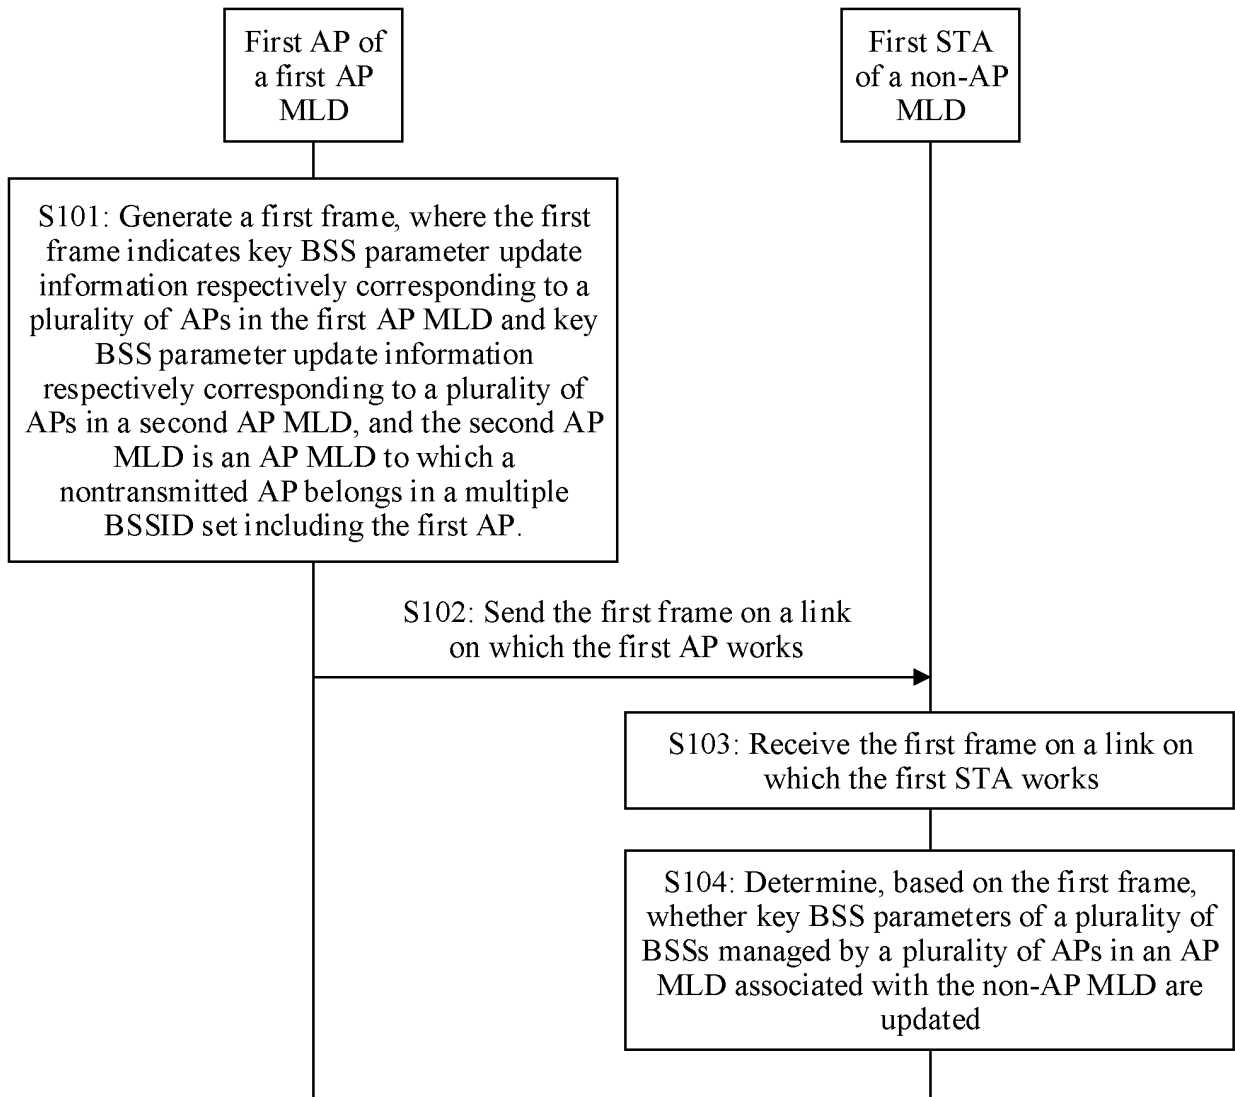 First AP of
a first AP
MLD
First STA
of a non-AP
MLD
S101: Generate a first frame, where the first
frame indicates key BSS parameter update
information respectively corresponding to a
plurality of APs in the first AP MLD and key
BSS parameter update information
respectively corresponding to a plurality of
APs in a second AP MLD, and the second AP
MLD is an AP MLD to which a
nontransmitted AP belongs in a multiple
BSSID set including the first AP.
S102: Send the first frame on a link
on which the first AP works
S103: Receive the first frame on a link on
which the first STA works
S104: Determine, based on the first frame,
whether key BSS parameters of a plurality of
BSSs managed by a plurality of APs in an AP
MLD associated with the non-AP MLD are
updated